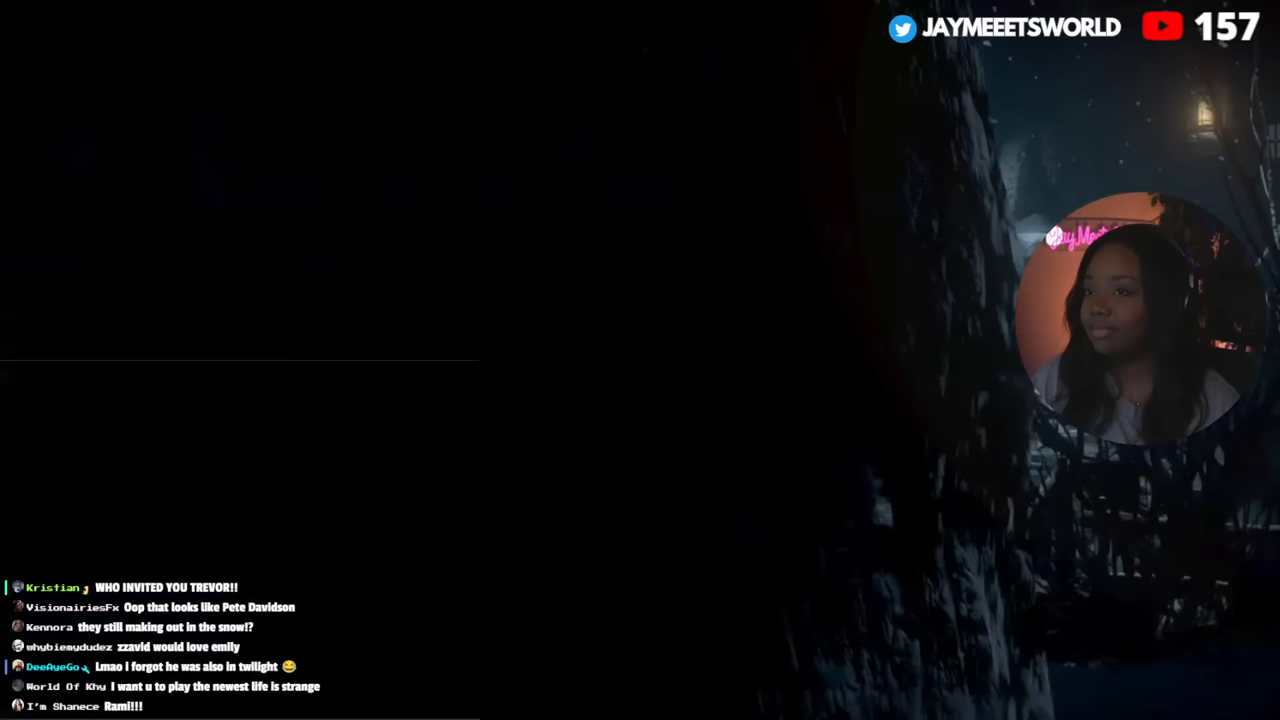 JAYMEEETSWORLD 157
Kristian WHO INVITED YOU TREVOR!!
VisionairiesFx Oop that looks like Pete Davidson
Kennora they still making out in the snow!?
whybiemydudez zzavid would love emily
DeeAyeGo Lmao I forgot he was also in twilight 😂
World Of Khy I want u to play the newest life is strange
I'm Shanece Rami!!!